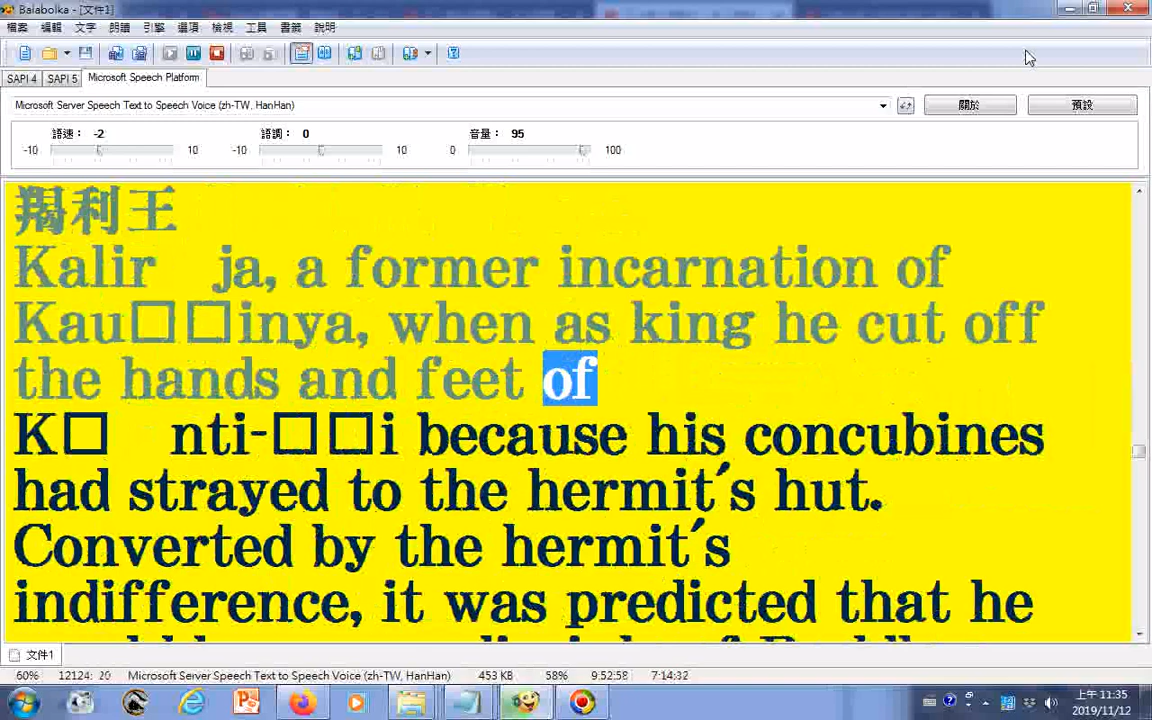 Balabolka - [文件1]
檔案 編輯 文字 朗讀 引擎 選項 檢視 工具 書籤 說明
SAPI 4 SAPI 5 Microsoft Speech Platform
Microsoft Server Speech Text to Speech Voice (zh-TW, HanHan) 關於 預設
語速： -2 語調： 0 音量： 95
-10 10 -10 10 0 100
羯利王
Kalir ja, a former incarnation of
Kau□□inya, when as king he cut off
the hands and feet of
K□ nti-□□i because his concubines
had strayed to the hermit′s hut.
Converted by the hermit′s
indifference, it was predicted that he
文件1
60% 12124: 20 Microsoft Server Speech Text to Speech Voice (zh-TW, HanHan) 453 KB 58% 9:52:58 7:14:32
上午 11:35
2019/11/12